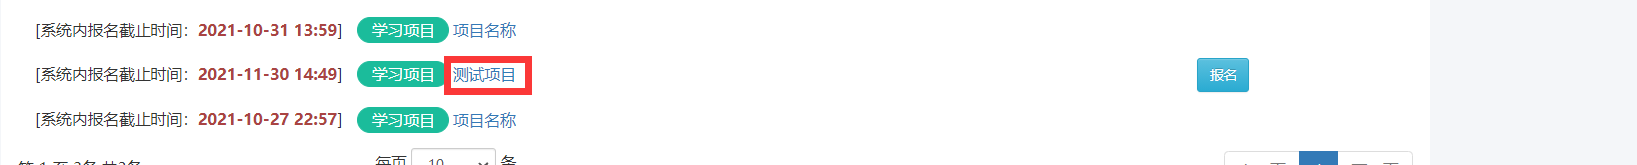 [系统内报名截止时间：2021-10-31 13:59] 学习项目 项目名称
[系统内报名截止时间：2021-11-30 14:49] 学习项目 测试项目 报名
[系统内报名截止时间：2021-10-27 22:57] 学习项目 项目名称
每页 10 条